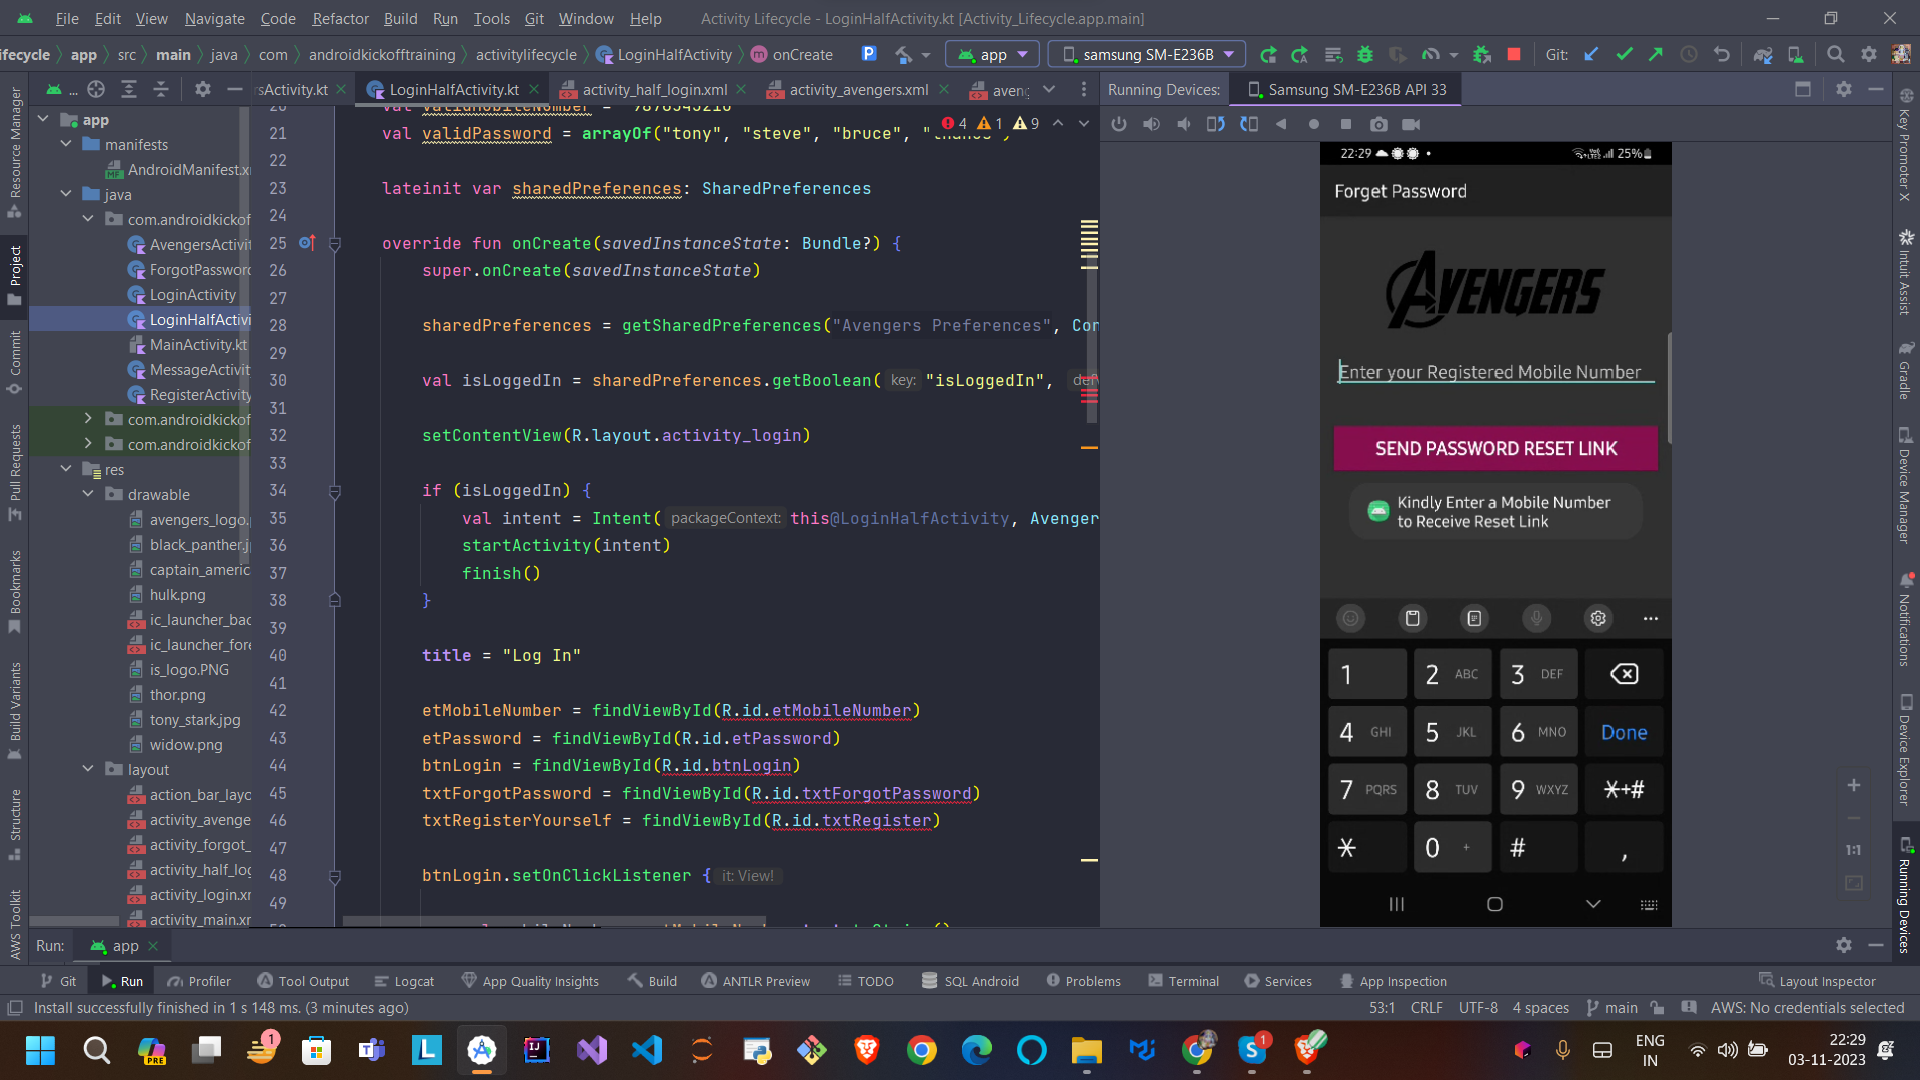 File Edit View Navigate Code Refactor Build Run Tools Git Window Help Activity Lifecycle - LoginHalfActivity.kt [Activity_Lifecycle.app.main]
ifecycle app src main java com androidkickofftraining activitylifecycle LoginHalfActivity onCreate app samsung SM-E236B Git:
... rsActivity.kt LoginHalfActivity.kt activity_half_login.xml activity_avengers.xml aveng Running Devices: Samsung SM-E236B API 33
Resource Manager
Project
Commit
Pull Requests
Bookmarks
Build Variants
Structure
AWS Toolkit
app
manifests
AndroidManifest.x
java
com.androidkickof
AvengersActivit
ForgotPassword
LoginActivity
LoginHalfActivi
MainActivity.kt
MessageActivit
RegisterActivity
com.androidkickof
com.androidkickof
res
drawable
avengers_logo.
black_panther.j
captain_americ
hulk.png
ic_launcher_bac
ic_launcher_fore
is_logo.PNG
thor.png
tony_stark.jpg
widow.png
layout
action_bar_layo
activity_avenge
activity_forgot_
activity_half_log
activity_login.xr
activity_main.xr
4 1 9
21 val validPassword = arrayOf("tony", "steve", "bruce", "thanos")
22
23 lateinit var sharedPreferences: SharedPreferences
24
25 override fun onCreate(savedInstanceState: Bundle?) {
26 super.onCreate(savedInstanceState)
27
28 sharedPreferences = getSharedPreferences("Avengers Preferences", Con
29
30 val isLoggedIn = sharedPreferences.getBoolean( key: "isLoggedIn", def
31
32 setContentView(R.layout.activity_login)
33
34 if (isLoggedIn) {
35 val intent = Intent( packageContext: this@LoginHalfActivity, Avenger
36 startActivity(intent)
37 finish()
38 }
39
40 title = "Log In"
41
42 etMobileNumber = findViewById(R.id.etMobileNumber)
43 etPassword = findViewById(R.id.etPassword)
44 btnLogin = findViewById(R.id.btnLogin)
45 txtForgotPassword = findViewById(R.id.txtForgotPassword)
46 txtRegisterYourself = findViewById(R.id.txtRegister)
47
48 btnLogin.setOnClickListener { it: View!
49
22:29 25%
Forget Password
AVENGERS
Enter your Registered Mobile Number
SEND PASSWORD RESET LINK
Kindly Enter a Mobile Number
to Receive Reset Link
1 2 ABC 3 DEF
4 GHI 5 JKL 6 MNO Done
7 PQRS 8 TUV 9 WXYZ *+#
* 0 + # ,
1:1
Key Promoter X
Intuit Assist
Gradle
Device Manager
Notifications
Device Explorer
Running Devices
Run: app
Git Run Profiler Tool Output Logcat App Quality Insights Build ANTLR Preview TODO SQL Android Problems Terminal Services App Inspection Layout Inspector
Install successfully finished in 1 s 148 ms. (3 minutes ago) 53:1 CRLF UTF-8 4 spaces main AWS: No credentials selected
PRE 1 1 ENG 22:29
IN 03-11-2023